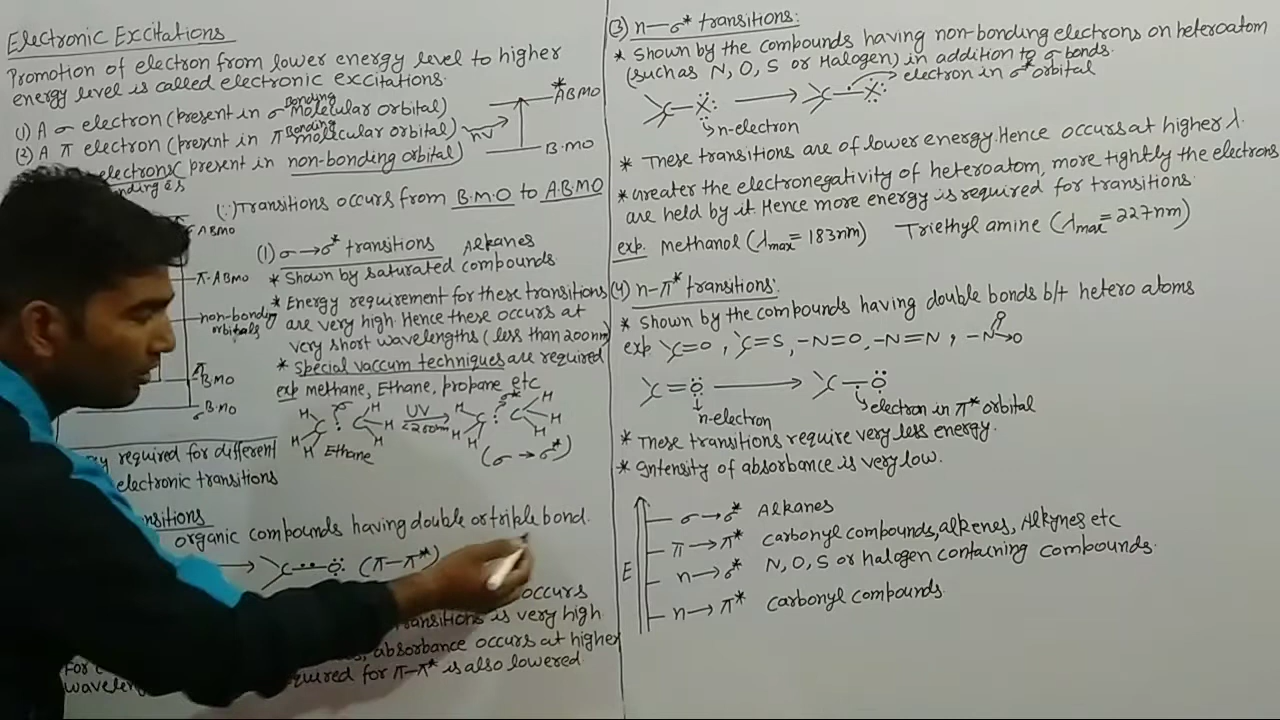 Electronic Excitations
Promotion of electron from lower energy level to higher
energy level is called electronic excitations.
(1) A σ electron (present in σ Bonding molecular orbital)
(2) A π electron (present in π Bonding molecular orbital)
electrons (present in non-bonding orbital)
hν
A*BMO
B.MO
(∵) Transitions occurs from B.M.O to A.B.MO
ABMO
π*ABMO
non-bonding
orbitals
π BMO
σ B.MO
required for different
electronic transitions
(1) σ→σ* transitions Alkanes
* Shown by saturated compounds
* Energy requirement for these transitions
are very high. Hence these occurs at
very short wavelengths (less than 200nm)
* Special vaccum techniques are required
exp methane, Ethane, propane etc
H H H C σ C H H H UV <200nm H H H C σ* C H H H
Ethane (σ→σ*)
organic compounds having double or triple bond.
C⋅⋅Ö: (π-π*)
occurs
is very high.
absorbance occurs at higher
for π-π* is also lowered.
(3) n-σ* transitions:
* Shown by the compounds having non-bonding electrons on heteroatom
(such as N, O, S or Halogen) in addition to σ bonds.
C-X: → C·-X: electron in σ* orbital
n-electron
* These transitions are of lower energy. Hence occurs at higher λ.
* Greater the electronegativity of heteroatom, more tightly the electrons
are held by it. Hence more energy is required for transitions.
exp. methanol (λmax = 183nm) Triethyl amine (λmax = 227nm)
(4) n-π* transitions:
* Shown by the compounds having double bonds b/t hetero atoms
exp C=O, C=S, -N=O, -N=N, -N O O
C=Ö → C-Ö
n-electron electron in π* orbital
* These transitions require very less energy.
* Intensity of absorbance is very low.
E
σ→σ* Alkanes
π→π* carbonyl compounds, alkenes, Alkynes etc
n→σ* N, O, S or halogen containing compounds.
n→π* carbonyl compounds.